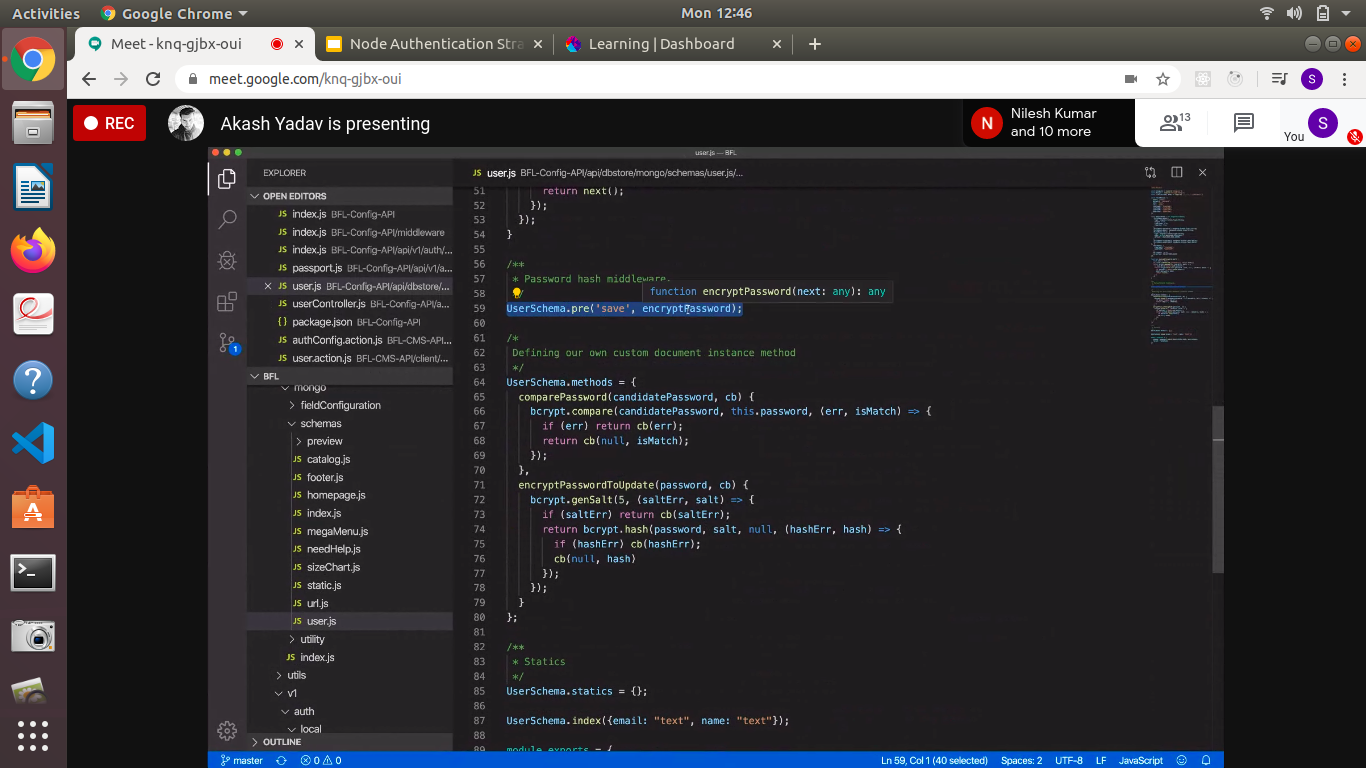 Activities
Google Chrome
Mon 12:46
Meet - knq-gjbx-oui
Node Authentication Stra
Learning | Dashboard
meet.google.com/knq-gjbx-oui
S
REC
Akash Yadav is presenting
N
Nilesh Kumar
and 10 more
13
You
S
user.js — BFL
EXPLORER
OPEN EDITORS
JS index.js BFL-Config-API
JS index.js BFL-Config-API/middleware
JS index.js BFL-Config-API/api/v1/auth/...
JS passport.js BFL-Config-API/api/v1/a...
JS user.js BFL-Config-API/api/dbstore/...
JS userController.js BFL-Config-API/a...
{} package.json BFL-Config-API
JS authConfig.action.js BFL-CMS-API...
JS user.action.js BFL-CMS-API/client/...
1
BFL
mongo
fieldConfiguration
schemas
preview
JS catalog.js
JS footer.js
JS homepage.js
JS index.js
JS megaMenu.js
JS needHelp.js
JS sizeChart.js
JS static.js
JS url.js
JS user.js
utility
JS index.js
utils
v1
auth
local
OUTLINE
JS user.js BFL-Config-API/api/dbstore/mongo/schemas/user.js/...
51 return next();
52 });
53 });
54 }
55
56 /**
57 * Password hash middleware.
58 /
function encryptPassword(next: any): any
59 UserSchema.pre('save', encryptPassword);
60
61 /*
62 Defining our own custom document instance method
63 */
64 UserSchema.methods = {
65 comparePassword(candidatePassword, cb) {
66 bcrypt.compare(candidatePassword, this.password, (err, isMatch) => {
67 if (err) return cb(err);
68 return cb(null, isMatch);
69 });
70 },
71 encryptPasswordToUpdate(password, cb) {
72 bcrypt.genSalt(5, (saltErr, salt) => {
73 if (saltErr) return cb(saltErr);
74 return bcrypt.hash(password, salt, null, (hashErr, hash) => {
75 if (hashErr) cb(hashErr);
76 cb(null, hash)
77 });
78 });
79 }
80 };
81
82 /**
83 * Statics
84 */
85 UserSchema.statics = {};
86
87 UserSchema.index({email: "text", name: "text"});
88
89 module.exports = {
master
0 0
Ln 59, Col 1 (40 selected)
Spaces: 2
UTF-8
LF
JavaScript